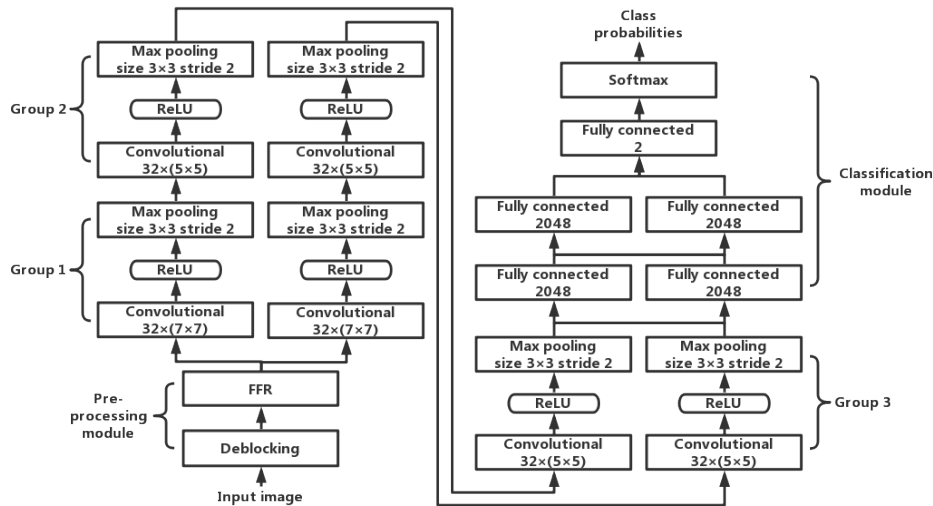 Max pooling
size 3×3 stride 2
Max pooling
size 3×3 stride 2
Group 2
ReLU
ReLU
Convolutional
32×(5×5)
Convolutional
32×(5×5)
Max pooling
size 3×3 stride 2
Max pooling
size 3×3 stride 2
Group 1
ReLU
ReLU
Convolutional
32×(7×7)
Convolutional
32×(7×7)
Pre-
processing
module
FFR
Deblocking
Input image
Class
probabilities
Softmax
Fully connected
2
Classification
module
Fully connected
2048
Fully connected
2048
Fully connected
2048
Fully connected
2048
Max pooling
size 3×3 stride 2
Max pooling
size 3×3 stride 2
ReLU
ReLU
Group 3
Convolutional
32×(5×5)
Convolutional
32×(5×5)